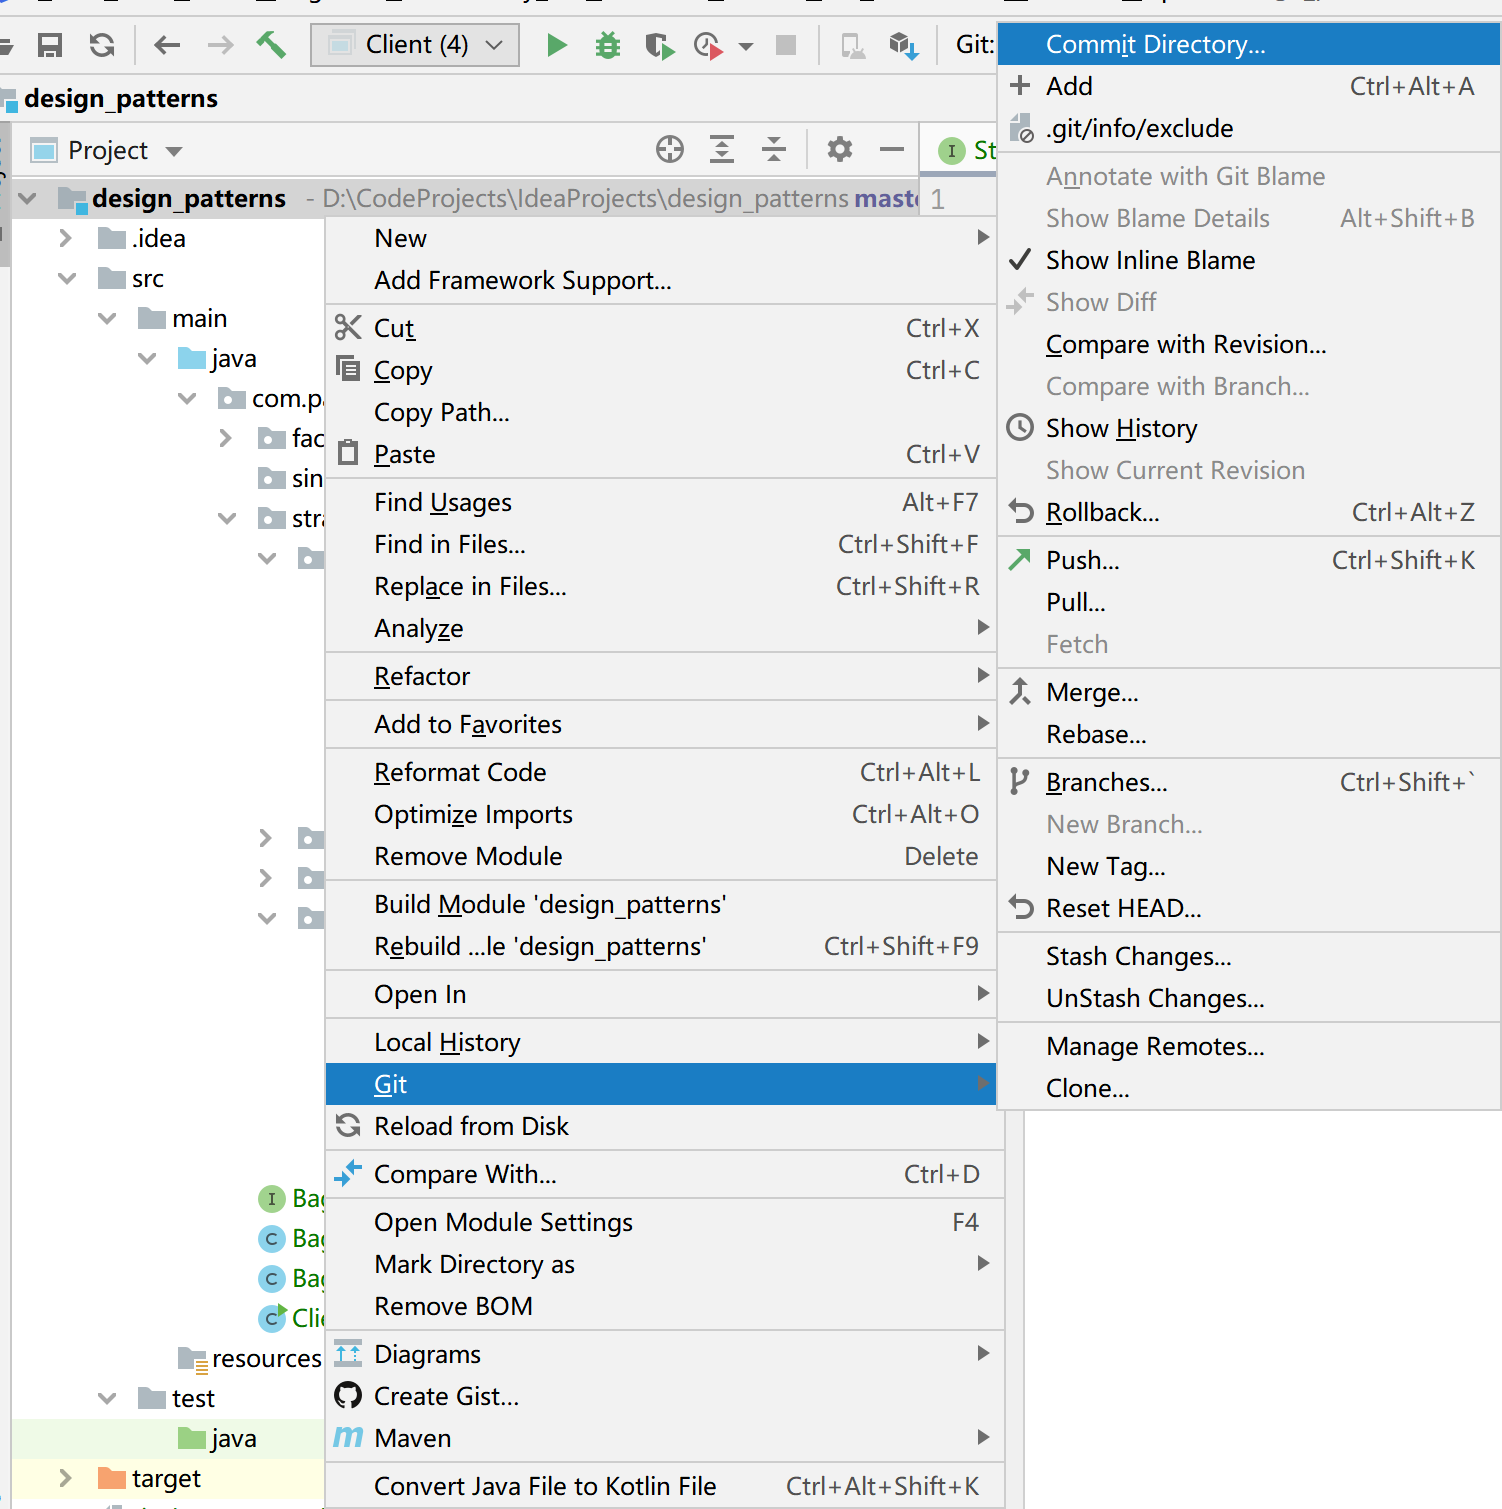 Client (4)
Git:
design_patterns
Project
St
design_patterns - D:\CodeProjects\IdeaProjects\design_patterns maste
1
.idea
src
main
java
com.pa
fac
sin
stra
Bag
Bag
Bag
Clie
resources
test
java
target
New
Add Framework Support...
Cut Ctrl+X
Copy Ctrl+C
Copy Path...
Paste Ctrl+V
Find Usages Alt+F7
Find in Files... Ctrl+Shift+F
Replace in Files... Ctrl+Shift+R
Analyze
Refactor
Add to Favorites
Reformat Code Ctrl+Alt+L
Optimize Imports Ctrl+Alt+O
Remove Module Delete
Build Module 'design_patterns'
Rebuild ...le 'design_patterns' Ctrl+Shift+F9
Open In
Local History
Git
Reload from Disk
Compare With... Ctrl+D
Open Module Settings F4
Mark Directory as
Remove BOM
Diagrams
Create Gist...
Maven
Convert Java File to Kotlin File Ctrl+Alt+Shift+K
Commit Directory...
Add Ctrl+Alt+A
.git/info/exclude
Annotate with Git Blame
Show Blame Details Alt+Shift+B
Show Inline Blame
Show Diff
Compare with Revision...
Compare with Branch...
Show History
Show Current Revision
Rollback... Ctrl+Alt+Z
Push... Ctrl+Shift+K
Pull...
Fetch
Merge...
Rebase...
Branches... Ctrl+Shift+`
New Branch...
New Tag...
Reset HEAD...
Stash Changes...
UnStash Changes...
Manage Remotes...
Clone...